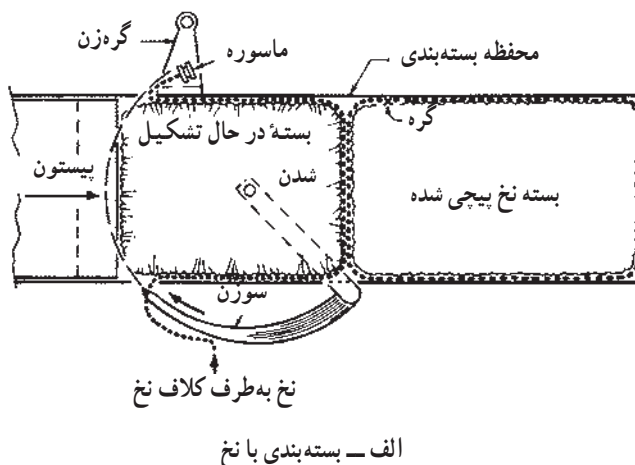 گره‌زن
ماسوره
محفظه بسته‌بندی
گره
بستهٔ در حال تشکیل
شدن
پیستون
بسته نخ پیچی شده
سوزن
نخ به‌طرف کلاف نخ
الف ــ بسته‌بندی با نخ